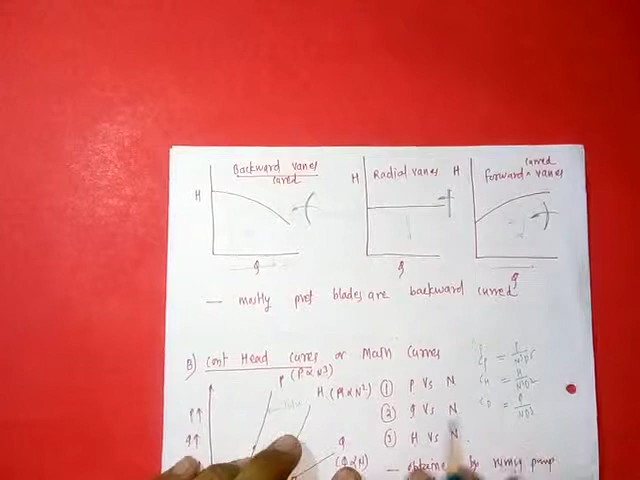 Backward vanes
curved
H
Q
Radial vanes
H
Q
curved
forward ^ vanes
H
Q
— mostly pref blades are backward curved
B) Cont Head Curves or Main Curves
P (P∝N³)
H (H∝N²)
Q
(Q∝N)
P↑
Q↑
① P Vs N
② Q Vs N
③ H Vs N
— obtained by runing pump